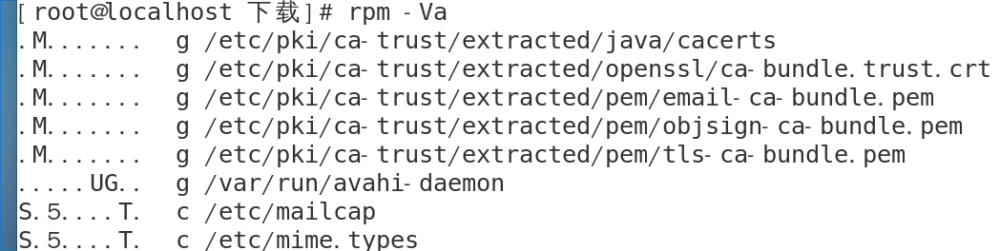 [root@localhost 下载]# rpm -Va
.M.......  g /etc/pki/ca-trust/extracted/java/cacerts
.M.......  g /etc/pki/ca-trust/extracted/openssl/ca-bundle.trust.crt
.M.......  g /etc/pki/ca-trust/extracted/pem/email-ca-bundle.pem
.M.......  g /etc/pki/ca-trust/extracted/pem/objsign-ca-bundle.pem
.M.......  g /etc/pki/ca-trust/extracted/pem/tls-ca-bundle.pem
.....UG..  g /var/run/avahi-daemon
S.5....T.  c /etc/mailcap
S.5....T.  c /etc/mime.types